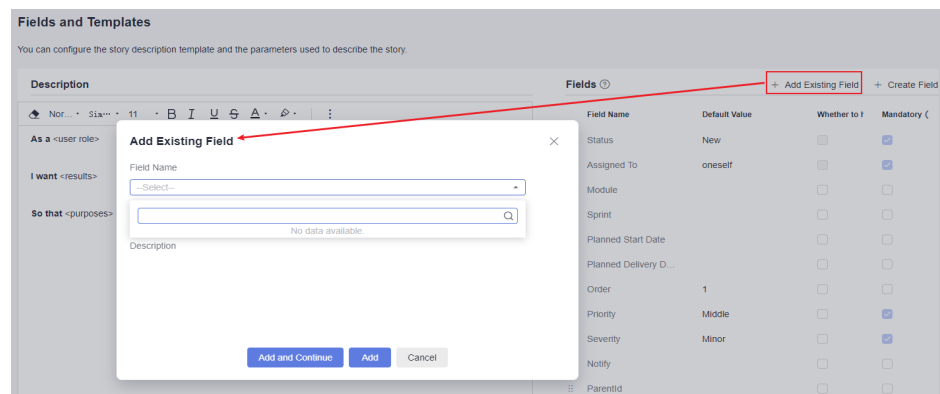 Fields and Templates
You can configure the story description template and the parameters used to describe the story.
Description
Nor... Sim... 11 B I U S A
As a <user role>
I want <results>
So that <purposes>
Fields
+ Add Existing Field
+ Create Field
Field Name Default Value Whether to Mandatory (
Status New
Assigned To oneself
Module
Sprint
Planned Start Date
Planned Delivery D...
Order 1
Priority Middle
Severity Minor
Notify
ParentId
Add Existing Field
Field Name
--Select--
No data available.
Description
Add and Continue Add Cancel